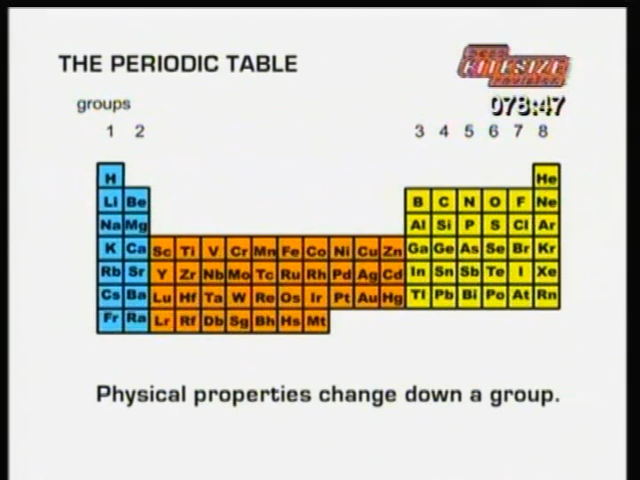 THE PERIODIC TABLE
BITESIZE
revision
078:47
groups
1 2 3 4 5 6 7 8
H He
Li Be B C N O F Ne
Na Mg Al Si P S Cl Ar
K Ca Sc Ti V Cr Mn Fe Co Ni Cu Zn Ga Ge As Se Br Kr
Rb Sr Y Zr Nb Mo Tc Ru Rh Pd Ag Cd In Sn Sb Te I Xe
Cs Ba Lu Hf Ta W Re Os Ir Pt Au Hg Tl Pb Bi Po At Rn
Fr Ra Lr Rf Db Sg Bh Hs Mt
Physical properties change down a group.